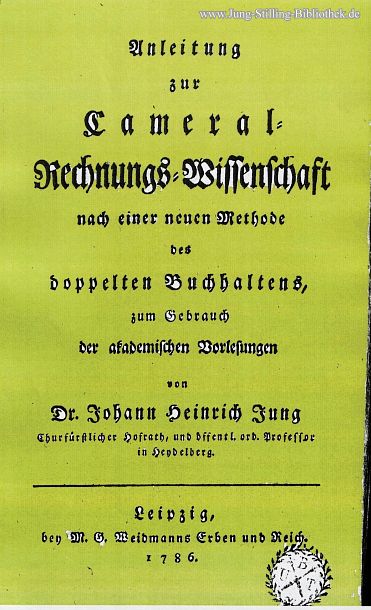 www.Jung-Stilling-Bibliothek.de
Anleitung
zur
Cameral-
Rechnungs-Wissenschaft
nach einer neuen Methode
des
doppelten Buchhaltens,
zum Gebrauch
der akademischen Vorlesungen
von
Dr. Johann Heinrich Jung
Churfürstlicher Hofrath, und öffentl. ord. Professor
in Heydelberg.
Leipzig,
bey M. G. Weidmanns Erben und Reich.
1786.
UBT